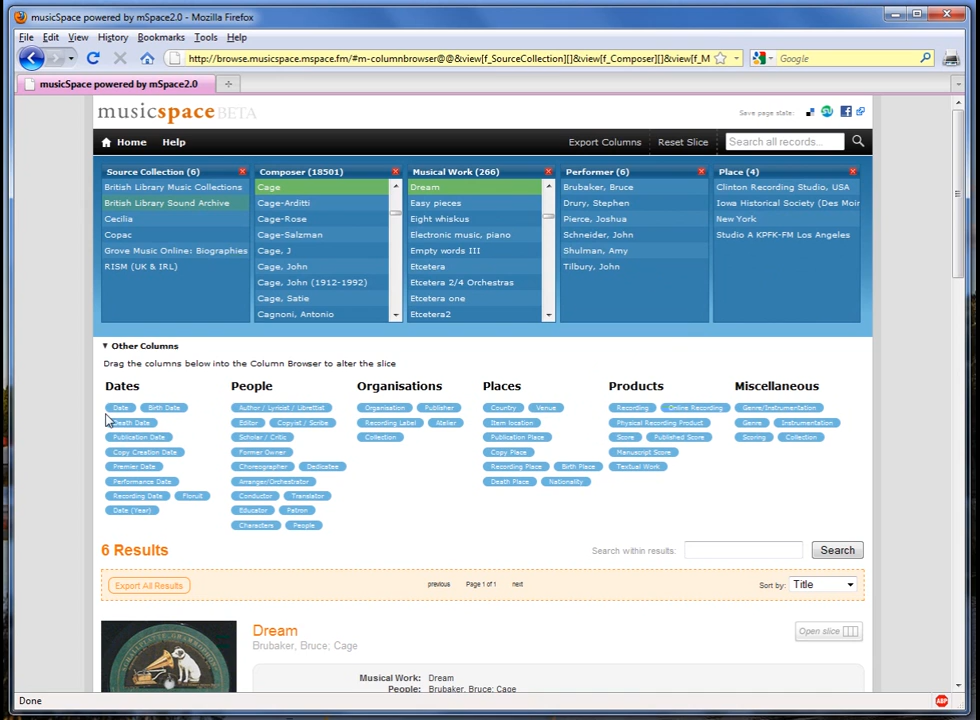 musicSpace powered by mSpace2.0 - Mozilla Firefox
File Edit View History Bookmarks Tools Help
http://browse.musicspace.mspace.fm/#m-columnbrowser@@&view[f_SourceCollection][]&view[f_Composer][]&view[f_M
Google
musicSpace powered by mSpace2.0
musicspace BETA
Save page state:
Home Help Export Columns Reset Slice Search all records...
Source Collection (6) Composer (18501) Musical Work (266) Performer (6) Place (4)
British Library Music Collections Cage Dream Brubaker, Bruce Clinton Recording Studio, USA
British Library Sound Archive Cage-Arditti Easy pieces Drury, Stephen Iowa Historical Society (Des Moi
Cecilia Cage-Rose Eight whiskus Pierce, Joshua New York
Copac Cage-Salzman Electronic music, piano Schneider, John Studio A KPFK-FM Los Angeles
Grove Music Online: Biographies Cage, J Empty words III Shulman, Amy
RISM (UK & IRL) Cage, John Etcetera Tilbury, John
Cage, John (1912-1992) Etcetera 2/4 Orchestras
Cage, Satie Etcetera one
Cagnoni, Antonio Etcetera2
Other Columns
Drag the columns below into the Column Browser to alter the slice
Dates People Organisations Places Products Miscellaneous
Date Birth Date Author / Lyricist / Librettist Organisation Publisher Country Venue Recording Online Recording Genre/Instrumentation
Death Date Editor Copyist / Scribe Recording Label Atelier Item location Physical Recording Product Genre Instrumentation
Publication Date Scholar / Critic Collection Publication Place Score Published Score Scoring Collection
Copy Creation Date Former Owner Copy Place Manuscript Score
Premier Date Choreographer Dedicatee Recording Place Birth Place Textual Work
Performance Date Arranger/Orchestrator Death Place Nationality
Recording Date Floruit Conductor Translator
Date (Year) Educator Patron
Characters People
6 Results Search within results: Search
Export All Results previous Page 1 of 1 next Sort by: Title
Dream Open slice
Brubaker, Bruce; Cage
Musical Work: Dream
People: Brubaker, Bruce; Cage
Done
ABP